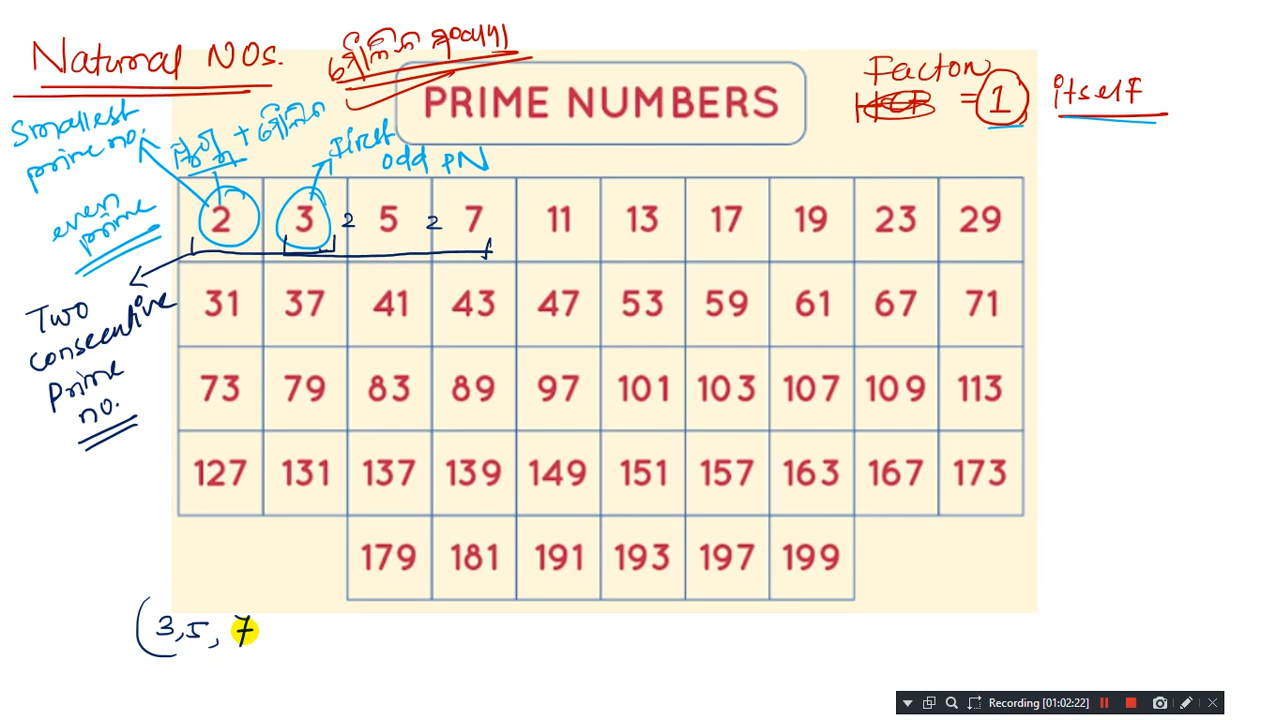 Natural NOs.
ମୌଳିକ ସଂଖ୍ୟା
Factor
= 1, itself
PRIME NUMBERS
Smallest
prime no.
ଯୁଗ୍ମ + ମୌଳିକ
First
odd PN
even
prime
2 3 2 5 2 7 11 13 17 19 23 29
31 37 41 43 47 53 59 61 67 71
Two
consecutive
Prime
no.
73 79 83 89 97 101 103 107 109 113
127 131 137 139 149 151 157 163 167 173
179 181 191 193 197 199
(3,5, 7
Recording [01:02:22]